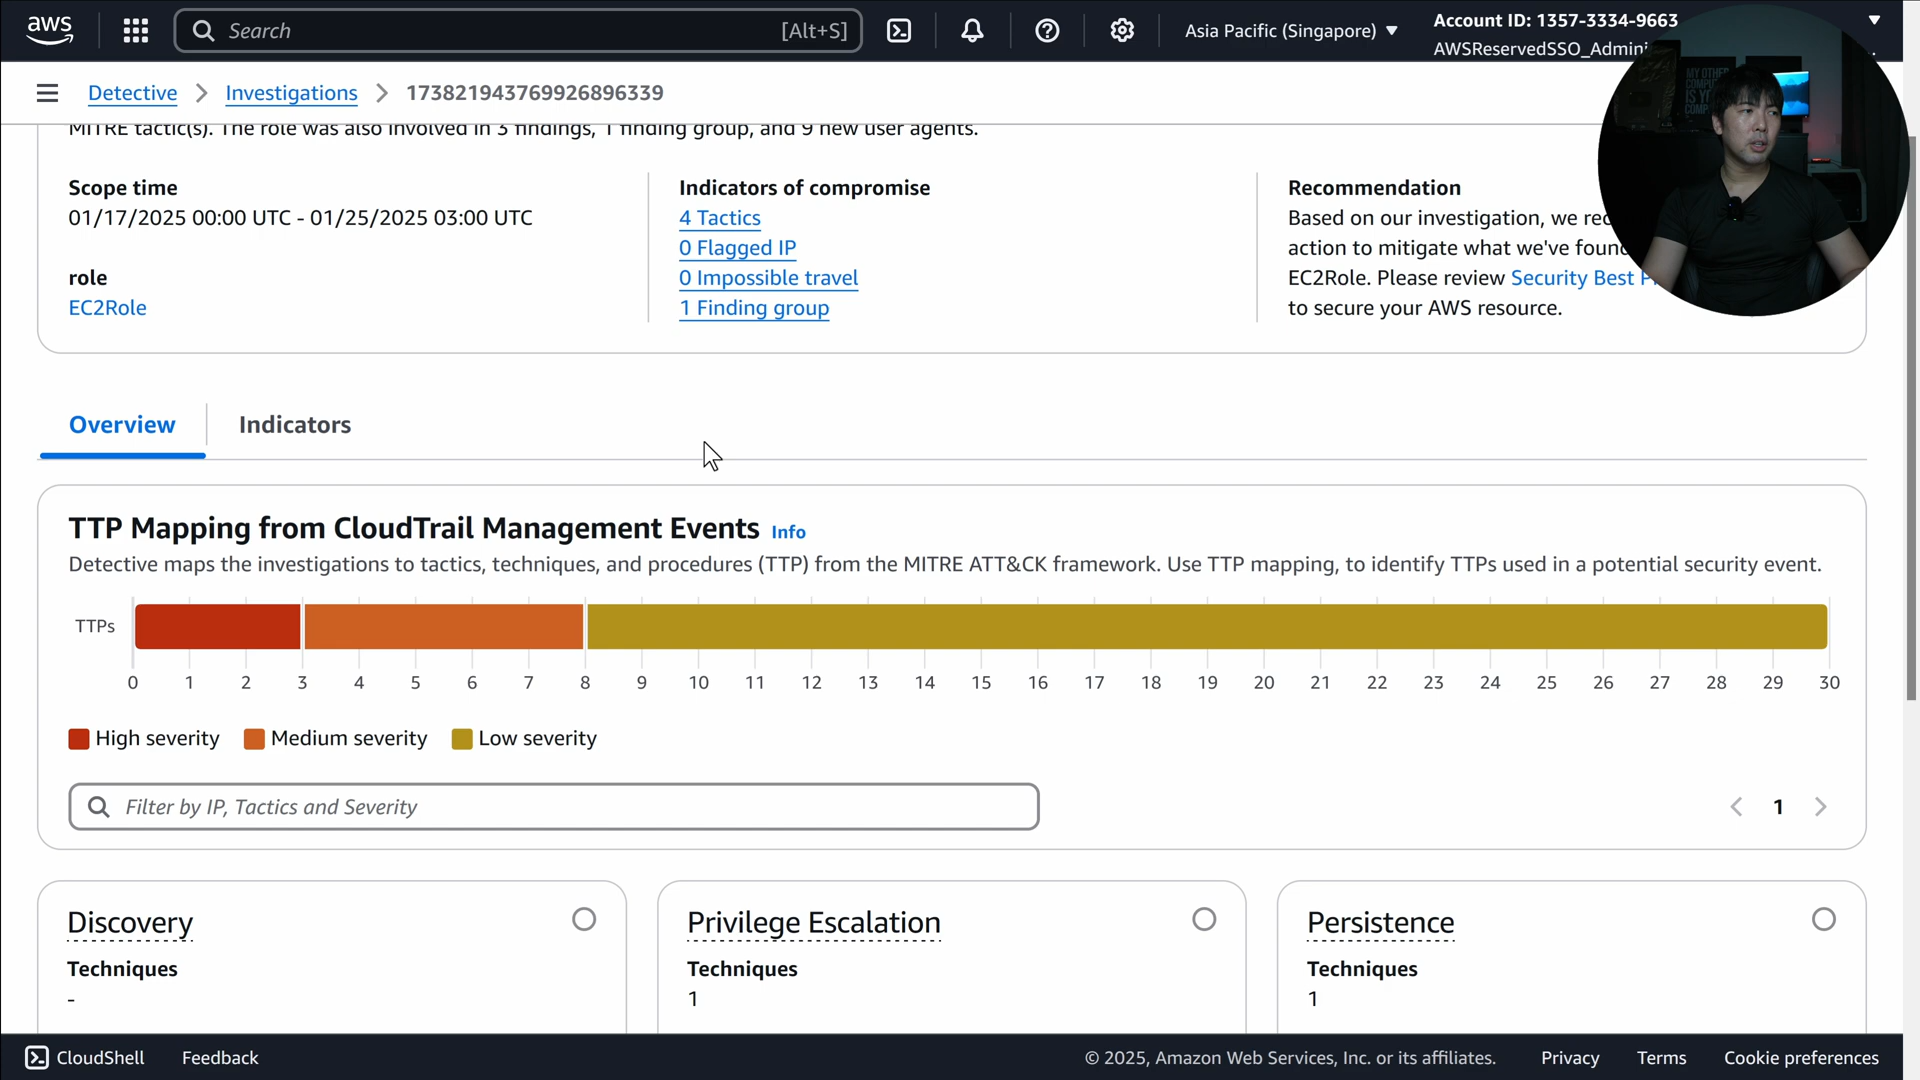 aws
Search [Alt+S]
Asia Pacific (Singapore)
Account ID: 1357-3334-9663
AWSReservedSSO_Admini
MY OTHER
Detective
Investigations
173821943769926896339
MITRE tactic(s). The role was also involved in 3 findings, 1 finding group, and 9 new user agents.
Scope time
01/17/2025 00:00 UTC - 01/25/2025 03:00 UTC
role
EC2Role
Indicators of compromise
4 Tactics
0 Flagged IP
0 Impossible travel
1 Finding group
Recommendation
Based on our investigation, we rec
action to mitigate what we've foun
EC2Role. Please review Security Best P
to secure your AWS resource.
Overview
Indicators
TTP Mapping from CloudTrail Management Events Info
Detective maps the investigations to tactics, techniques, and procedures (TTP) from the MITRE ATT&CK framework. Use TTP mapping, to identify TTPs used in a potential security event.
TTPs
0 1 2 3 4 5 6 7 8 9 10 11 12 13 14 15 16 17 18 19 20 21 22 23 24 25 26 27 28 29 30
High severity Medium severity Low severity
Filter by IP, Tactics and Severity
1
Discovery
Techniques
-
Privilege Escalation
Techniques
1
Persistence
Techniques
1
CloudShell Feedback
© 2025, Amazon Web Services, Inc. or its affiliates. Privacy Terms Cookie preferences